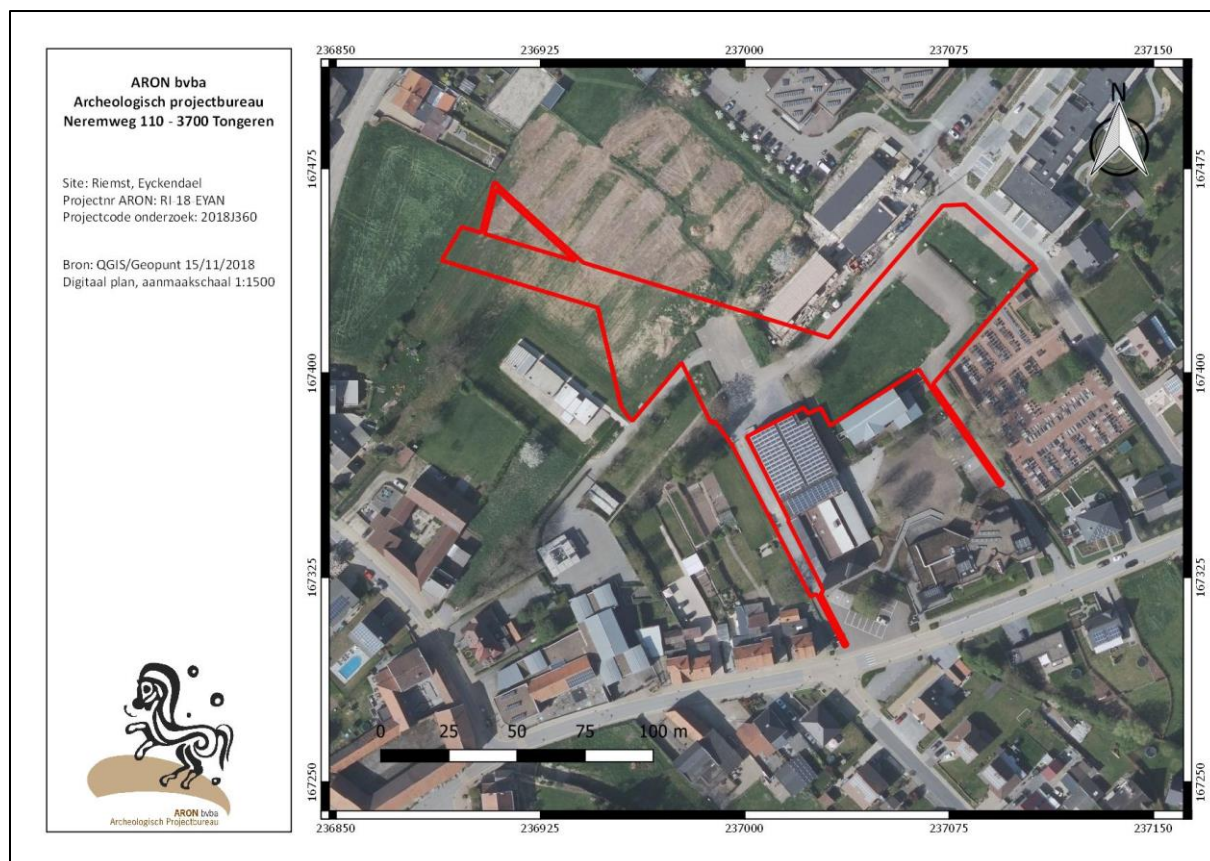 ARON bvba
Archeologisch projectbureau
Neremweg 110 - 3700 Tongeren
Site: Riemst, Eyckendael
Projectnr ARON: RI-18-EYAN
Projectcode onderzoek: 2018J360
Bron: QGIS/Geopunt 15/11/2018
Digitaal plan, aanmaakschaal 1:1500
ARON bvba
Archeologisch Projectbureau
236850 236925 237000 237075 237150
N
167475 167475
167400 167400
167325 167325
167250 167250
0 25 50 75 100 m
236850 236925 237000 237075 237150